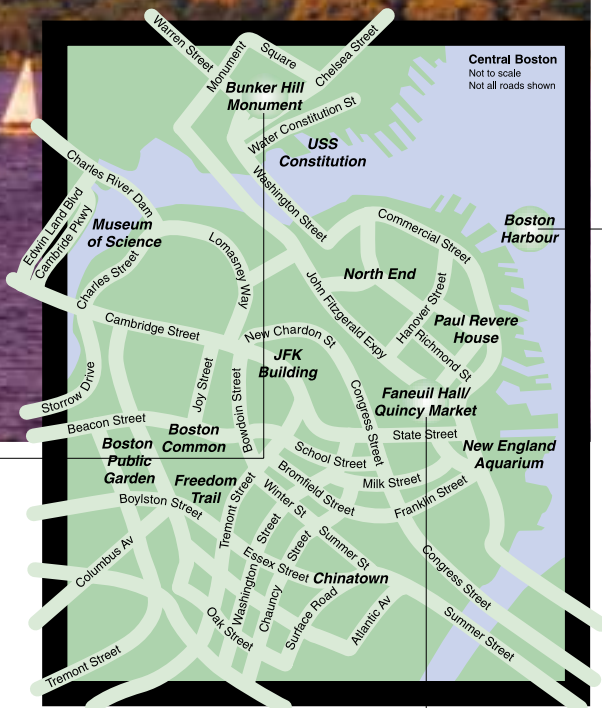 Central Boston
Not to scale
Not all roads shown
Warren Street
Monument
Square
Chelsea Street
Bunker Hill
Monument
Water Constitution St
USS
Constitution
Charles River Dam
Washington Street
Edwin Land Blvd
Cambride Pkwy
Museum
of Science
Charles Street
Lomasney Way
Commercial Street
Boston
Harbour
North End
John Fitzgerald Expy
Hanover Street
Paul Revere
House
Richmond St
Cambridge Street
New Chardon St
JFK
Building
Joy Street
Bowdoin Street
Congress Street
Faneuil Hall/
Quincy Market
Storrow Drive
Beacon Street
Boston
Common
State Street
New England
Aquarium
School Street
Boston
Public
Garden
Milk Street
Freedom
Trail
Bromfield Street
Franklin Street
Boylston Street
Tremont Street
Winter St
Summer St
Columbus Av
Essex Street
Washington Street
Chauncy Street
Chinatown
Congress Street
Surface Road
Atlantic Av
Oak Street
Summer Street
Tremont Street